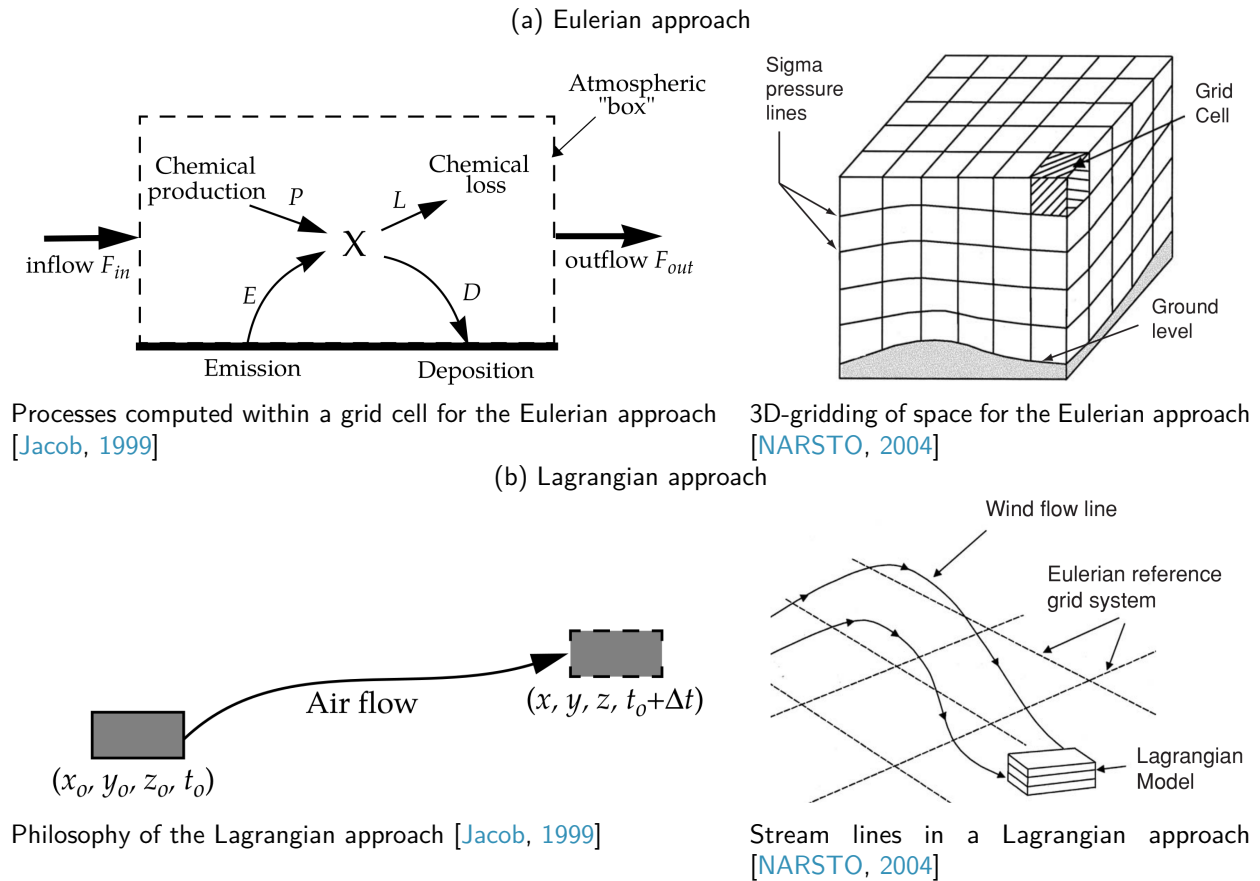 (a) Eulerian approach
Atmospheric
"box"
Chemical
production
Chemical
loss
P
L
X
inflow F_in
outflow F_out
E
D
Emission
Deposition
Sigma
pressure
lines
Grid
Cell
Ground
level
Processes computed within a grid cell for the Eulerian approach
[Jacob, 1999]
3D-gridding of space for the Eulerian approach
[NARSTO, 2004]
(b) Lagrangian approach
Air flow
(x, y, z, t_o+Δt)
(x_o, y_o, z_o, t_o)
Wind flow line
Eulerian reference
grid system
Lagrangian
Model
Philosophy of the Lagrangian approach [Jacob, 1999]
Stream lines in a Lagrangian approach
[NARSTO, 2004]